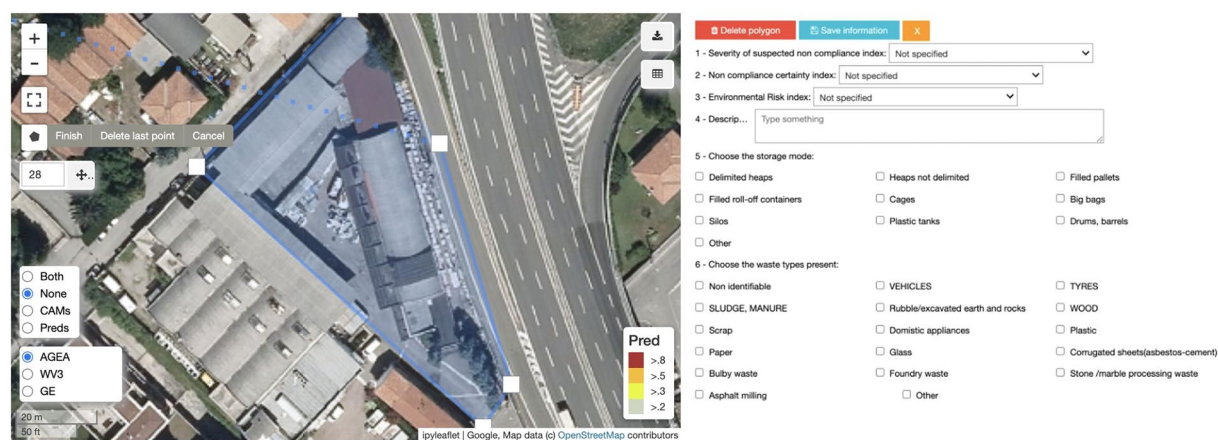 +
-
Finish Delete last point Cancel
28
Both
None
CAMs
Preds
AGEA
WV3
GE
20 m
50 ft
Pred
>.8
>.5
>.3
>.2
ipyleaflet | Google, Map data (c) OpenStreetMap contributors
Delete polygon Save information X
1 - Severity of suspected non compliance index: Not specified
2 - Non compliance certainty index: Not specified
3 - Environmental Risk index: Not specified
4 - Descrip... Type something
5 - Choose the storage mode:
Delimited heaps Heaps not delimited Filled pallets
Filled roll-off containers Cages Big bags
Silos Plastic tanks Drums, barrels
Other
6 - Choose the waste types present:
Non identifiable VEHICLES TYRES
SLUDGE, MANURE Rubble/excavated earth and rocks WOOD
Scrap Domistic appliances Plastic
Paper Glass Corrugated sheets(asbestos-cement)
Bulby waste Foundry waste Stone /marble processing waste
Asphalt milling Other